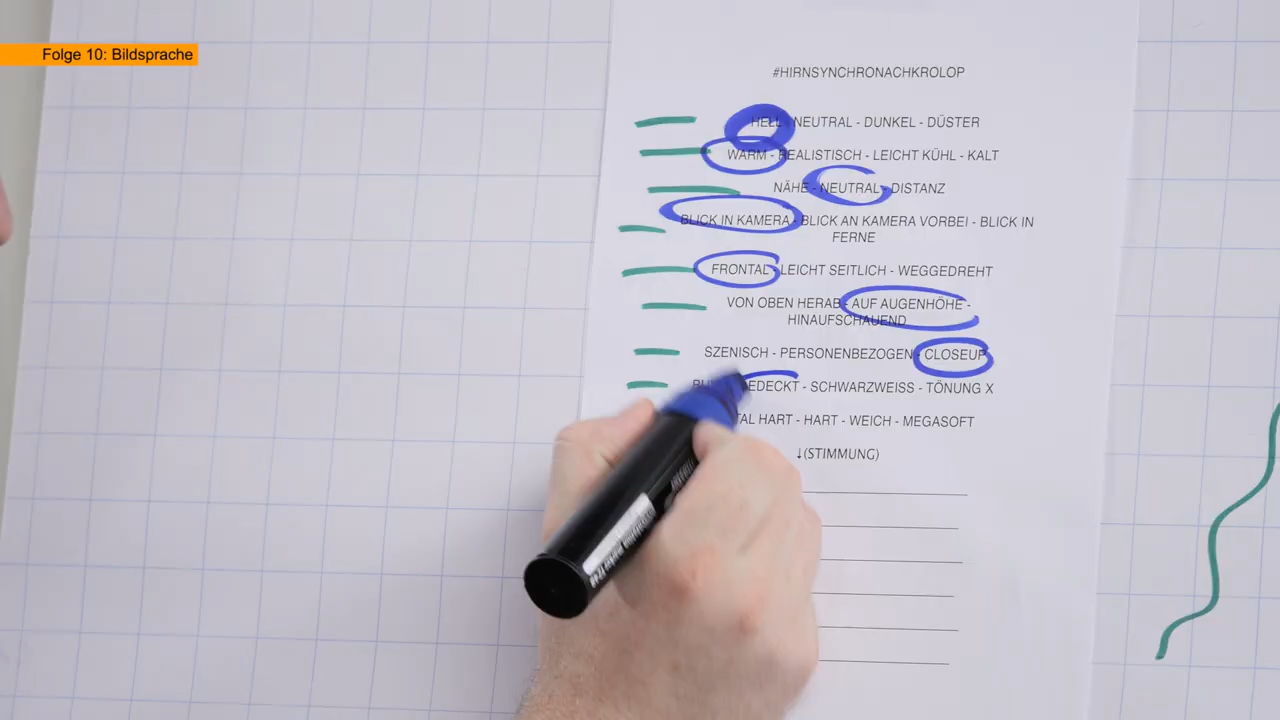 Folge 10: Bildsprache
#HIRNSYNCHRONACHKROLOP
HELL NEUTRAL - DUNKEL - DÜSTER
WARM - REALISTISCH - LEICHT KÜHL - KALT
NÄHE - NEUTRAL - DISTANZ
BLICK IN KAMERA - BLICK AN KAMERA VORBEI - BLICK IN
FERNE
FRONTAL - LEICHT SEITLICH - WEGGEDREHT
VON OBEN HERAB - AUF AUGENHÖHE -
HINAUFSCHAUEND
SZENISCH - PERSONENBEZOGEN - CLOSEUP
EDECKT - SCHWARZWEISS - TÖNUNG X
TAL HART - HART - WEICH - MEGASOFT
↓(STIMMUNG)